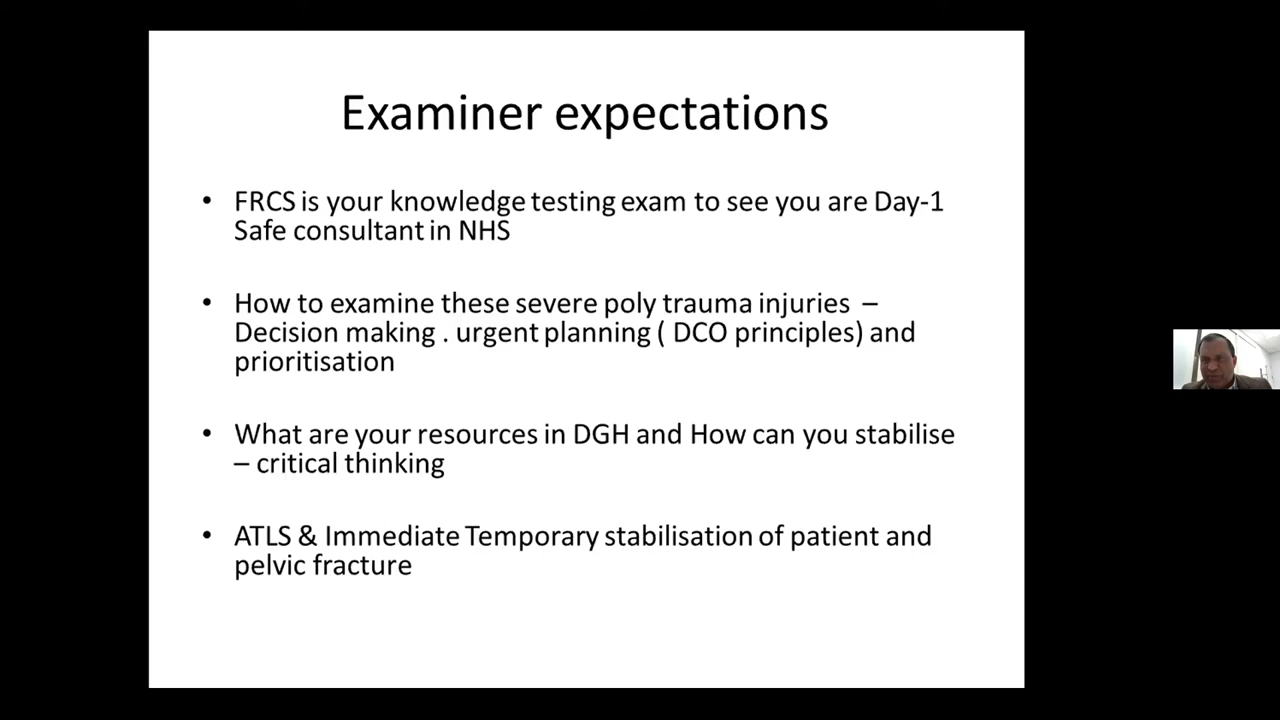 Examiner expectations
• FRCS is your knowledge testing exam to see you are Day-1
Safe consultant in NHS
• How to examine these severe poly trauma injuries –
Decision making . urgent planning ( DCO principles) and
prioritisation
• What are your resources in DGH and How can you stabilise
– critical thinking
• ATLS & Immediate Temporary stabilisation of patient and
pelvic fracture